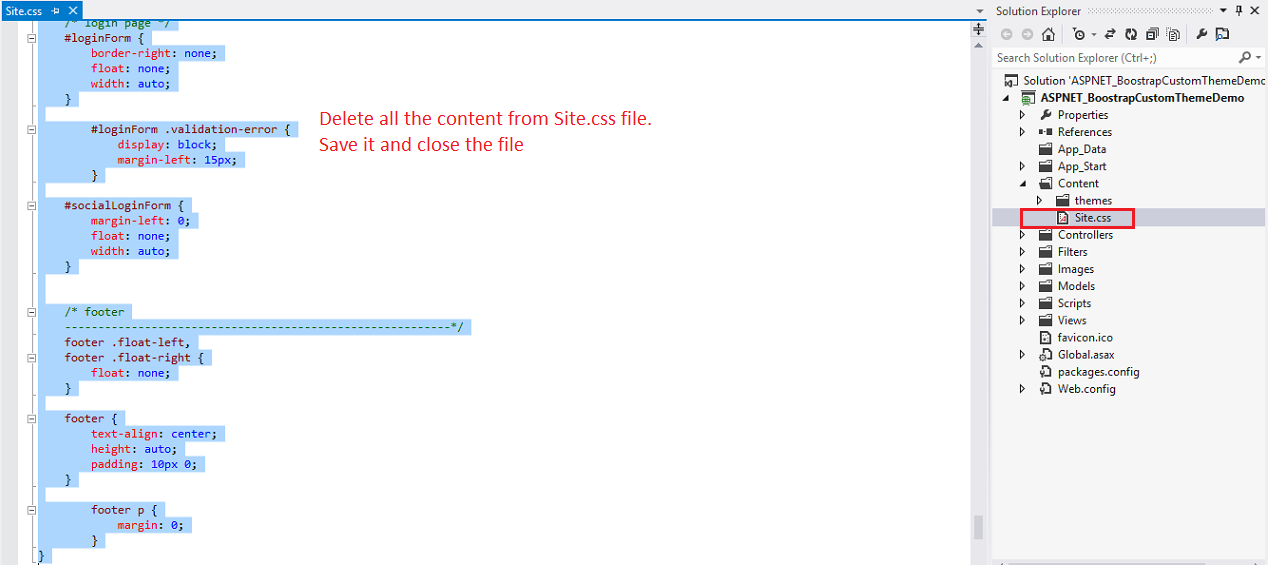 Site.css
/* login page */
#loginForm {
border-right: none;
float: none;
width: auto;
}
#loginForm .validation-error {
display: block;
margin-left: 15px;
}
#socialLoginForm {
margin-left: 0;
float: none;
width: auto;
}
/* footer
----------------------------------------------------------*/
footer .float-left,
footer .float-right {
float: none;
}
footer {
text-align: center;
height: auto;
padding: 10px 0;
}
footer p {
margin: 0;
}
}
Delete all the content from Site.css file.
Save it and close the file
Solution Explorer
Search Solution Explorer (Ctrl+;)
Solution 'ASPNET_BoostrapCustomThemeDemo
ASPNET_BoostrapCustomThemeDemo
Properties
References
App_Data
App_Start
Content
themes
Site.css
Controllers
Filters
Images
Models
Scripts
Views
favicon.ico
Global.asax
packages.config
Web.config